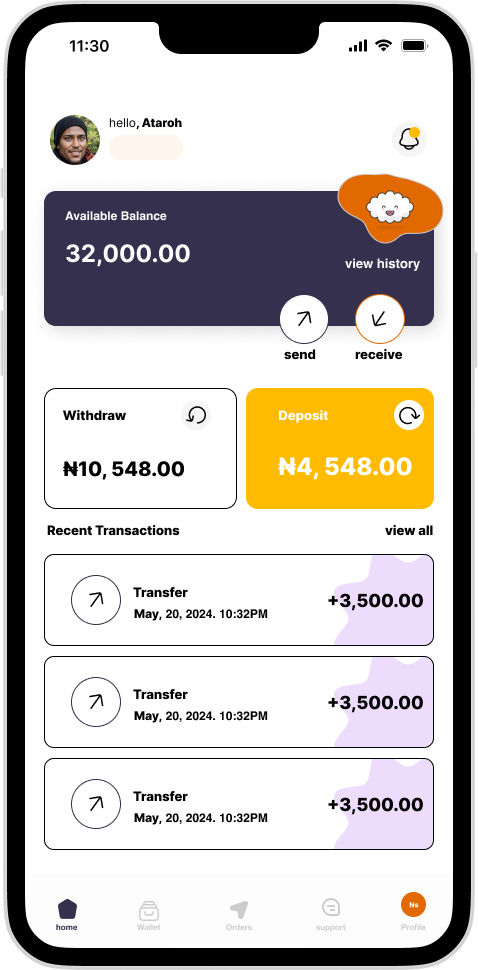 11:30
hello, Ataroh
Available Balance
32,000.00
view history
send
receive
Withdraw
₦10, 548.00
Deposit
₦4, 548.00
Recent Transactions
view all
Transfer
May, 20, 2024. 10:32PM
+3,500.00
Transfer
May, 20, 2024. 10:32PM
+3,500.00
Transfer
May, 20, 2024. 10:32PM
+3,500.00
home
Wallet
Orders
support
Ns
Profile